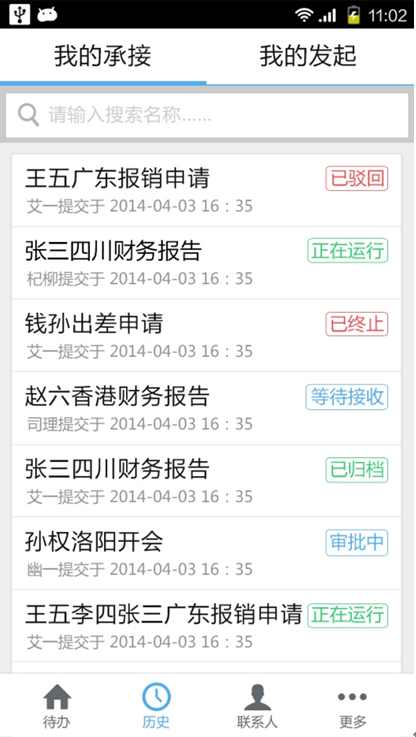 11:02
我的承接 我的发起
请输入搜索名称......
王五广东报销申请 已驳回
艾一提交于 2014-04-03 16：35
张三四川财务报告 正在运行
杞柳提交于 2014-04-03 16：35
钱孙出差申请 已终止
艾一提交于 2014-04-03 16：35
赵六香港财务报告 等待接收
司理提交于 2014-04-03 16：35
张三四川财务报告 已归档
艾一提交于 2014-04-03 16：35
孙权洛阳开会 审批中
幽一提交于 2014-04-03 16：35
王五李四张三广东报销申请 正在运行
艾一提交于 2014-04-03 16：35
待办 历史 联系人 更多